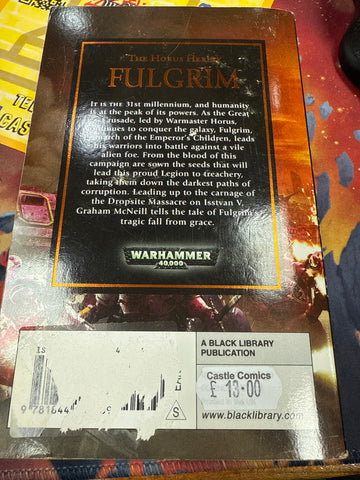 THE HORUS HERESY
FULGRIM
IT IS THE 31ST millennium, and humanity
is at the peak of its powers. As the Great
Crusade, led by Warmaster Horus,
continues to conquer the galaxy, Fulgrim,
Primarch of the Emperor's Children, leads
his warriors into battle against a vile
alien foe. From the blood of this
campaign are sown the seeds that will
lead this proud Legion to treachery,
taking them down the darkest paths of
corruption. Leading up to the carnage of
the Dropsite Massacre on Isstvan V,
Graham McNeill tells the tale of Fulgrim's
tragic fall from grace.
WARHAMMER
40,000
A BLACK LIBRARY
PUBLICATION
Castle Comics
£ 13.00
www.blacklibrary.com
IS 4
9 781844
S